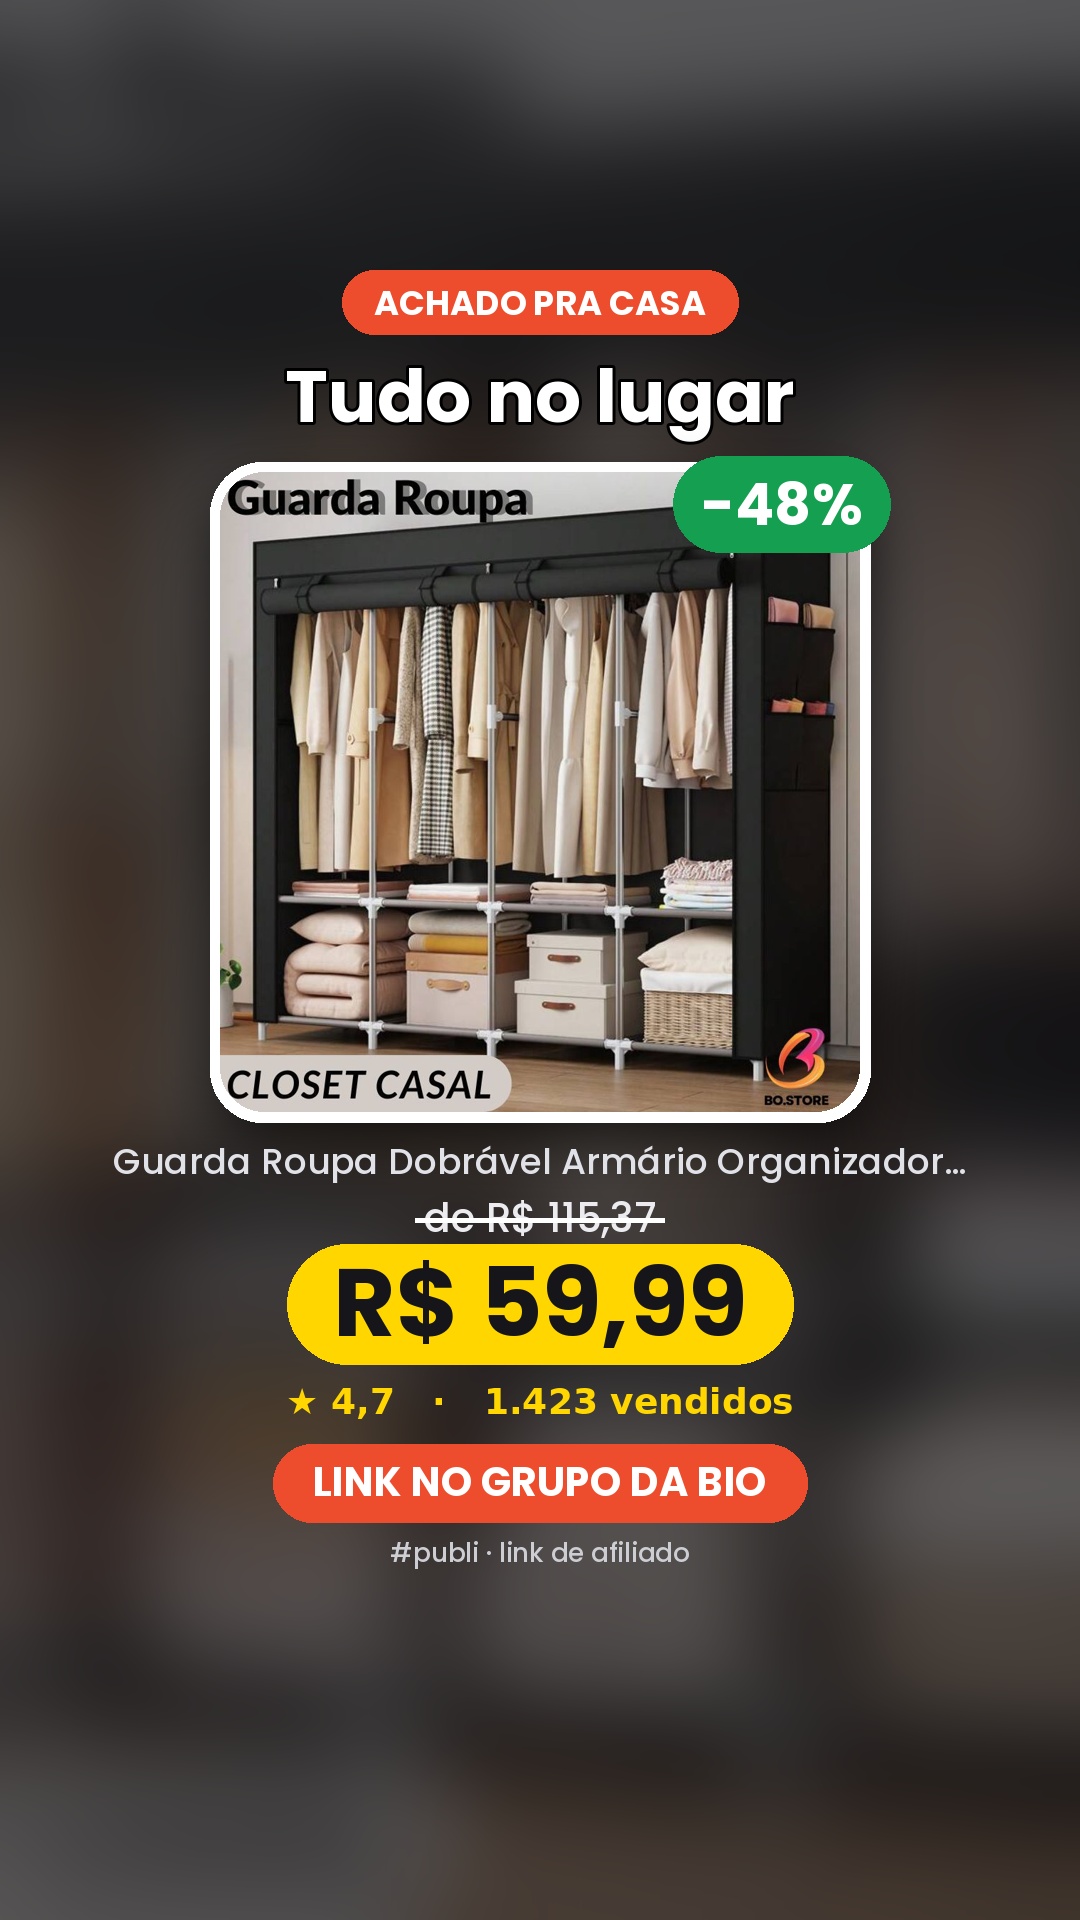 ACHADO PRA CASA
Tudo no lugar
-48%
Guarda Roupa
CLOSET CASAL
BO.STORE
Guarda Roupa Dobrável Armário Organizador...
de R$ 115,37
R$ 59,99
★ 4,7 · 1.423 vendidos
LINK NO GRUPO DA BIO
#publi · link de afiliado